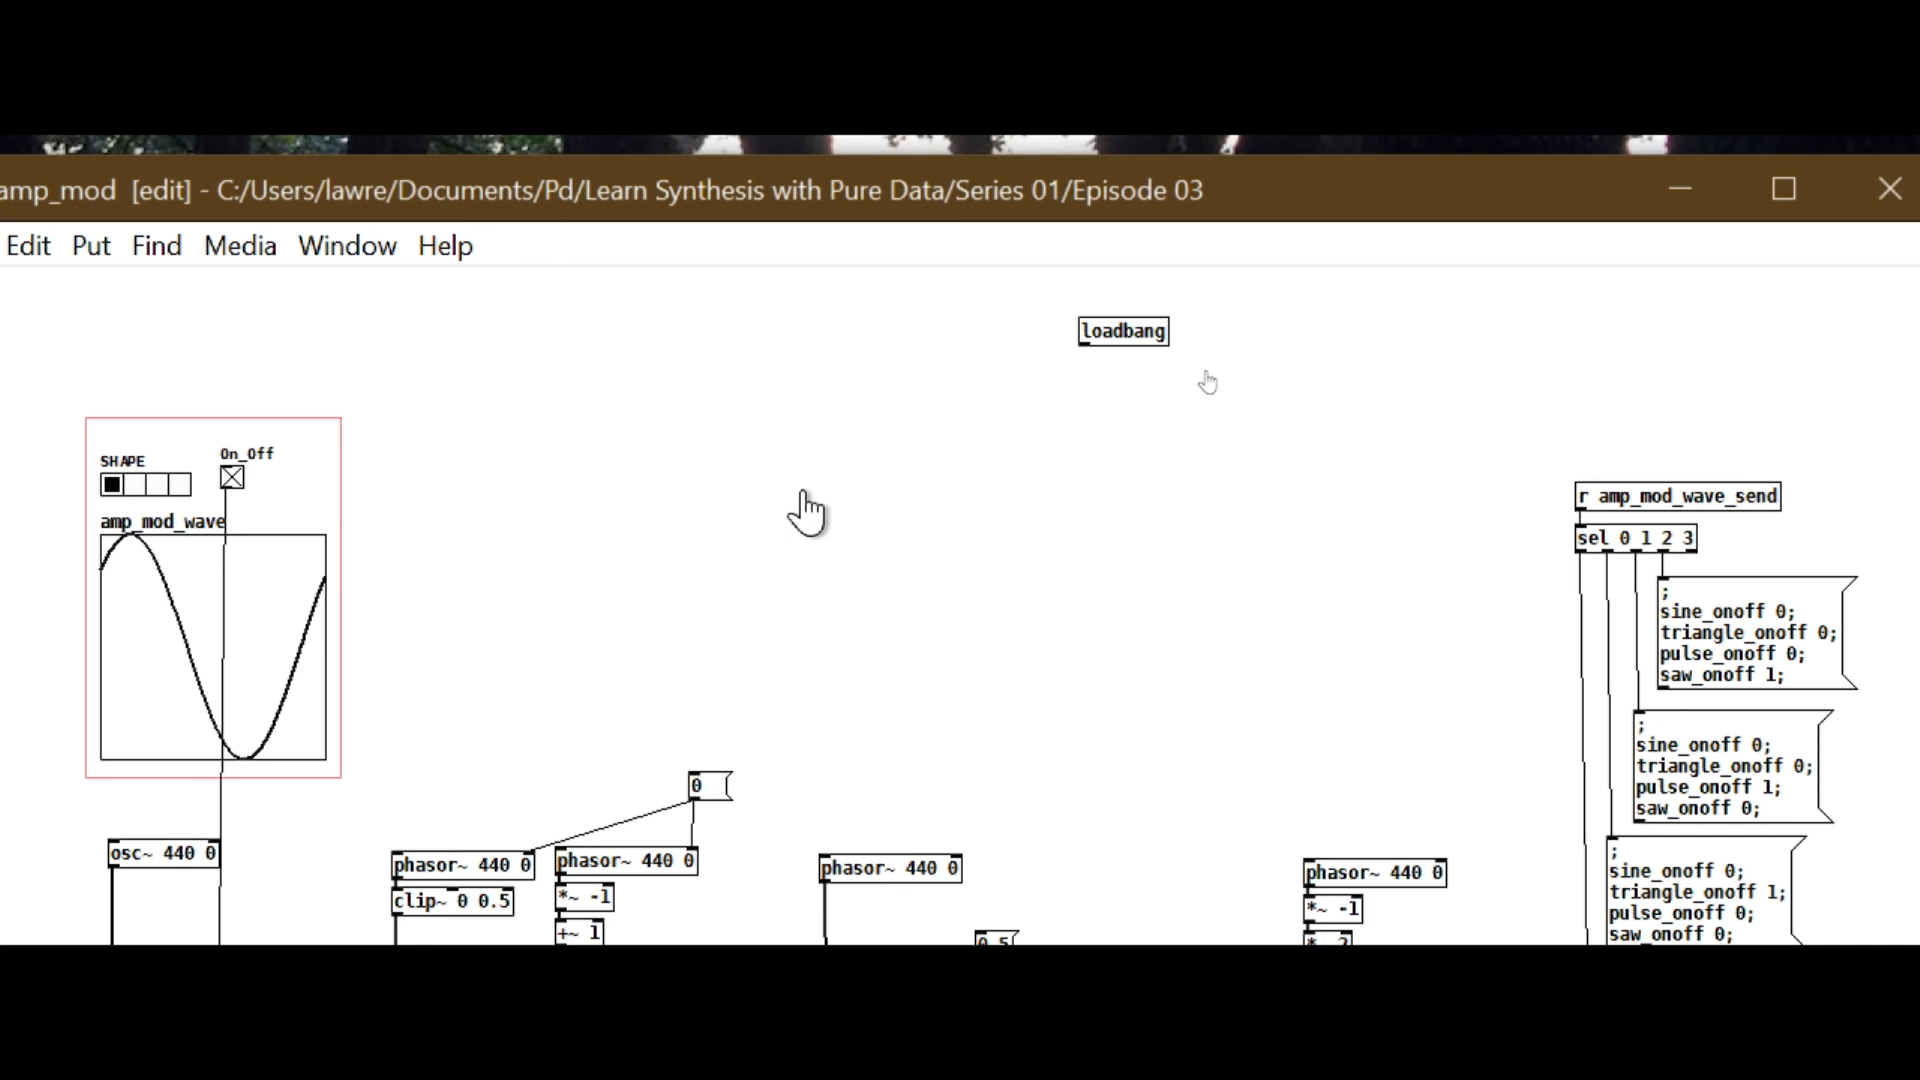 amp_mod [edit] - C:/Users/lawre/Documents/Pd/Learn Synthesis with Pure Data/Series 01/Episode 03
Edit Put Find Media Window Help
loadbang
SHAPE
On_Off
amp_mod_wave
r amp_mod_wave_send
sel 0 1 2 3
;
sine_onoff 0;
triangle_onoff 0;
pulse_onoff 0;
saw_onoff 1;
;
sine_onoff 0;
triangle_onoff 0;
pulse_onoff 1;
saw_onoff 0;
;
sine_onoff 0;
triangle_onoff 1;
pulse_onoff 0;
saw_onoff 0;
0
osc~ 440 0
phasor~ 440 0
clip~ 0 0.5
phasor~ 440 0
*~ -1
+~ 1
phasor~ 440 0
0.5
phasor~ 440 0
*~ -1